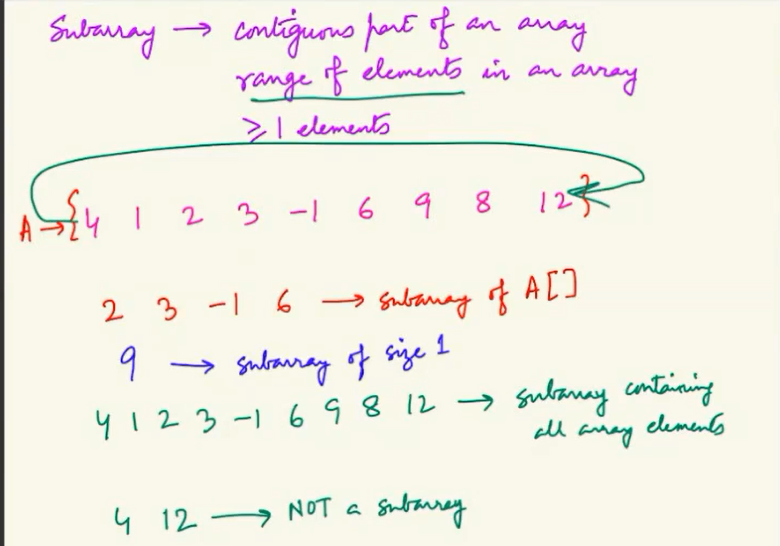 Subarray → contiguous part of an array
range of elements in an array
≥ 1 elements
A → {4 1 2 3 -1 6 9 8 12}
2 3 -1 6 → subarray of A[]
9 → subarray of size 1
4 1 2 3 -1 6 9 8 12 → subarray containing
all array elements
4 12 → NOT a subarray